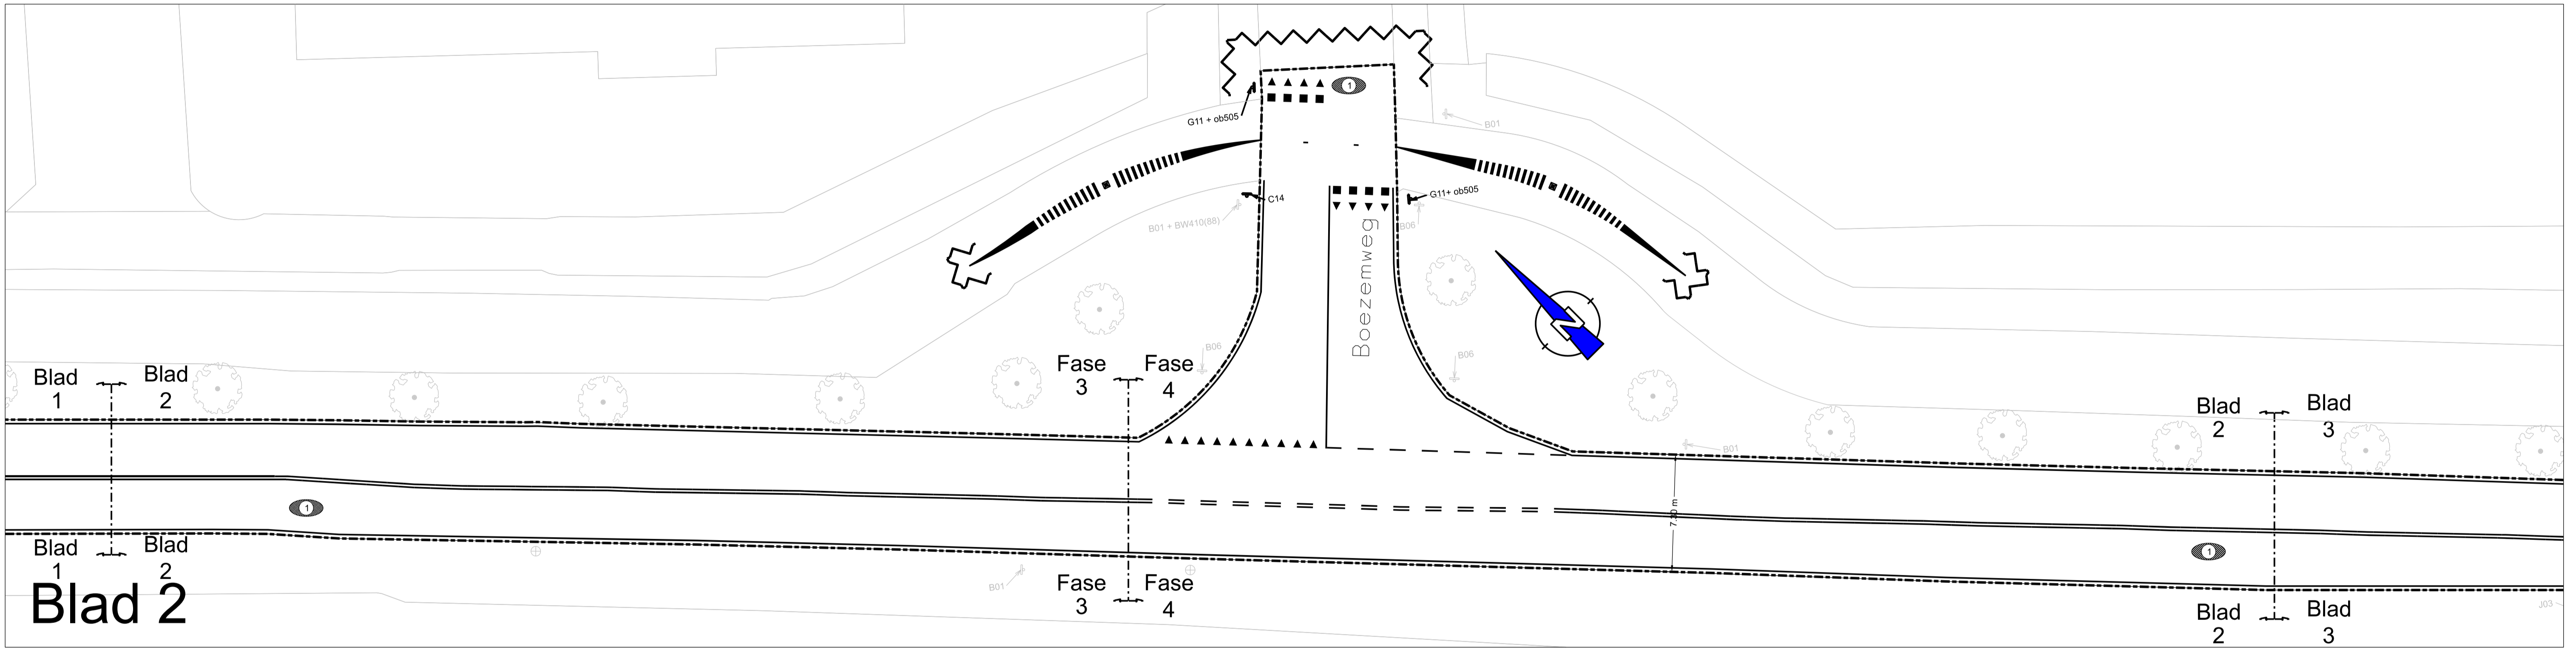 1
G11 + ob505
B01
C14
G11+ ob505
B01 + BW410(88)
B06
Boezemweg
N
B06
B06
Blad
1
Blad
2
Fase
3
Fase
4
Blad
2
Blad
3
B01
1
7.30 m
1
Blad
1
Blad
2
B01
Fase
3
Fase
4
Blad
2
Blad
3
J03
Blad 2